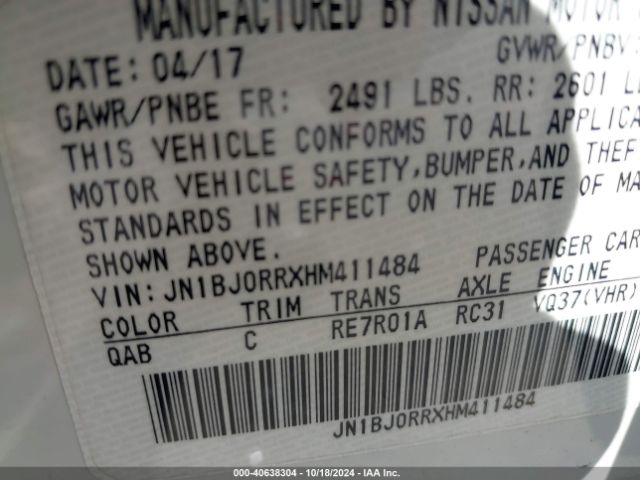 MANUFACTURED BY NISSAN MOTOR
DATE: 04/17 GVWR/PNBV:
GAWR/PNBE FR: 2491 LBS. RR: 2601
THIS VEHICLE CONFORMS TO ALL
MOTOR VEHICLE SAFETY, BUMPER, AND
STANDARDS IN EFFECT ON THE DATE OF
SHOWN ABOVE.
VIN: JN1BJ0RRXHM411484 PASSENGER CAR
COLOR TRIM TRANS AXLE ENGINE
QAB C RE7R01A RC31 VQ37(VHR)
JN1BJ0RRXHM411484
000-40638304 - 10/18/2024 - IAA Inc.